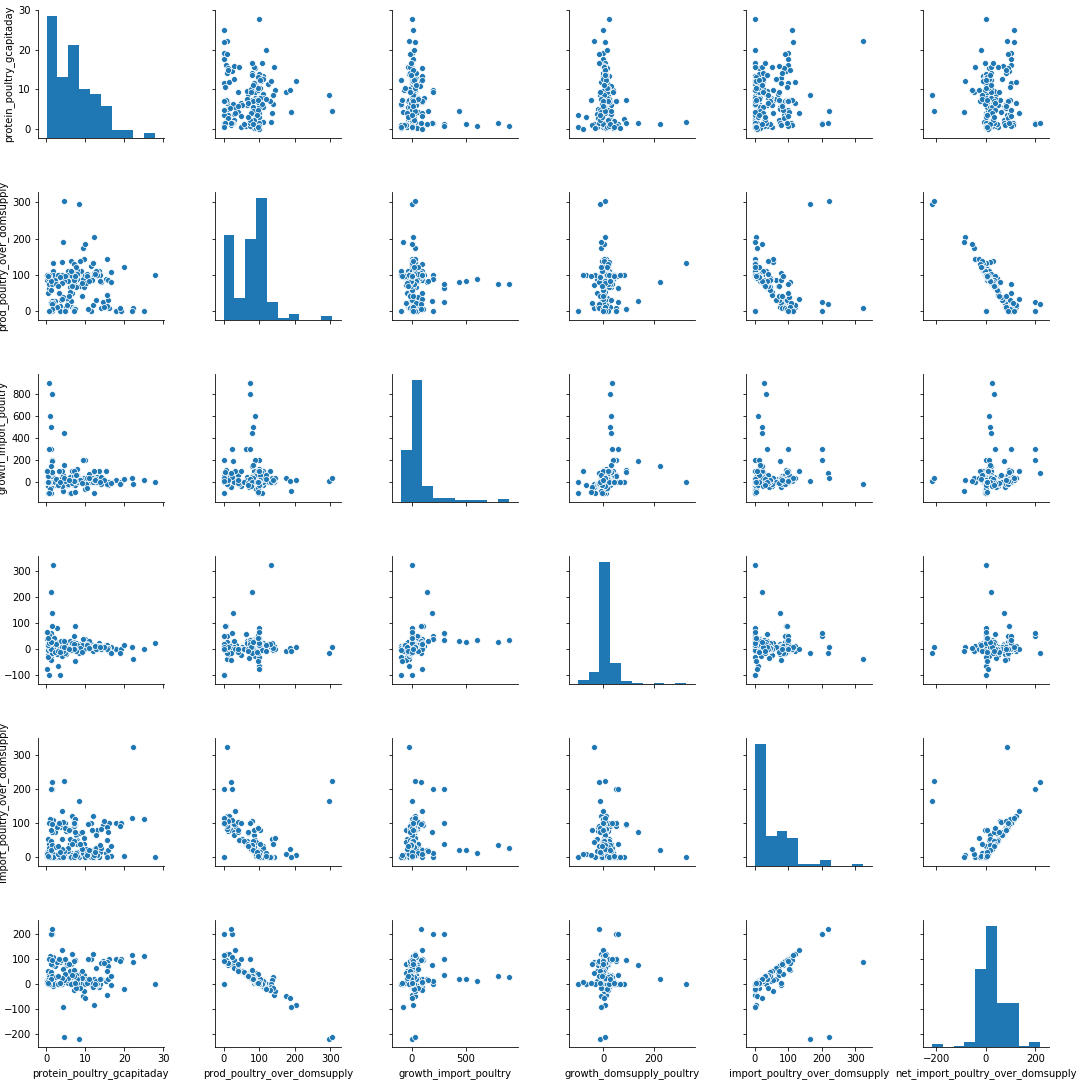 protein_poultry_gcapitaday
30
20
10
0
prod_poultry_over_domsupply
300
200
100
0
growth_import_poultry
800
600
400
200
0
300
200
100
0
−100
import_poultry_over_domsupply
300
200
100
0
200
100
0
−100
−200
0 10 20 30
protein_poultry_gcapitaday
0 100 200 300
prod_poultry_over_domsupply
0 500
growth_import_poultry
0 200
growth_domsupply_poultry
0 100 200 300
import_poultry_over_domsupply
−200 0 200
net_import_poultry_over_domsupply